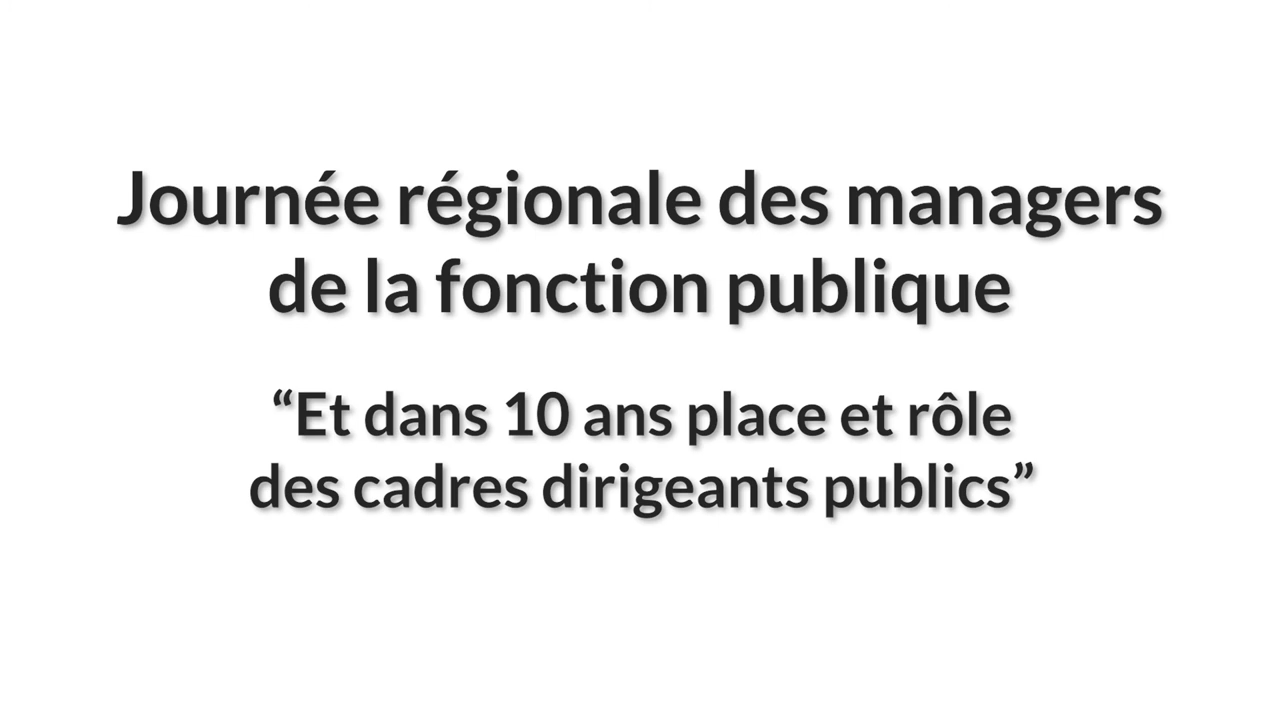 Journée régionale des managers
de la fonction publique
“Et dans 10 ans place et rôle
des cadres dirigeants publics”